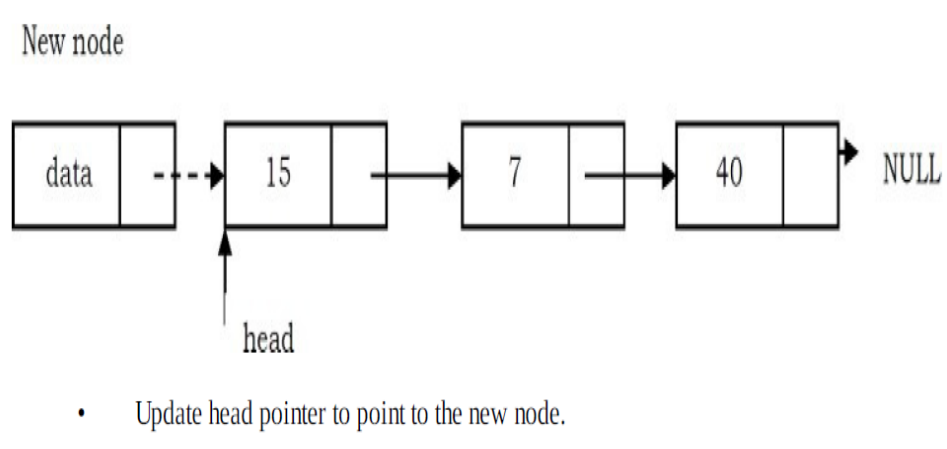 New node
data 15 7 40 NULL
head
• Update head pointer to point to the new node.